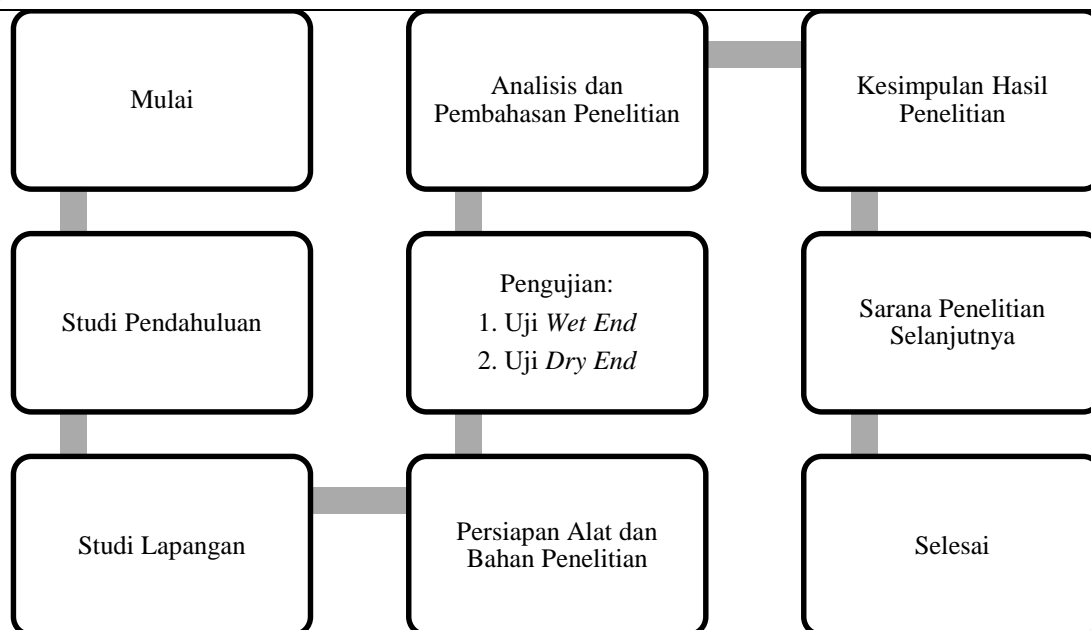 Mulai
Studi Pendahuluan
Studi Lapangan
Persiapan Alat dan
Bahan Penelitian
Pengujian:
1. Uji Wet End
2. Uji Dry End
Analisis dan
Pembahasan Penelitian
Kesimpulan Hasil
Penelitian
Sarana Penelitian
Selanjutnya
Selesai